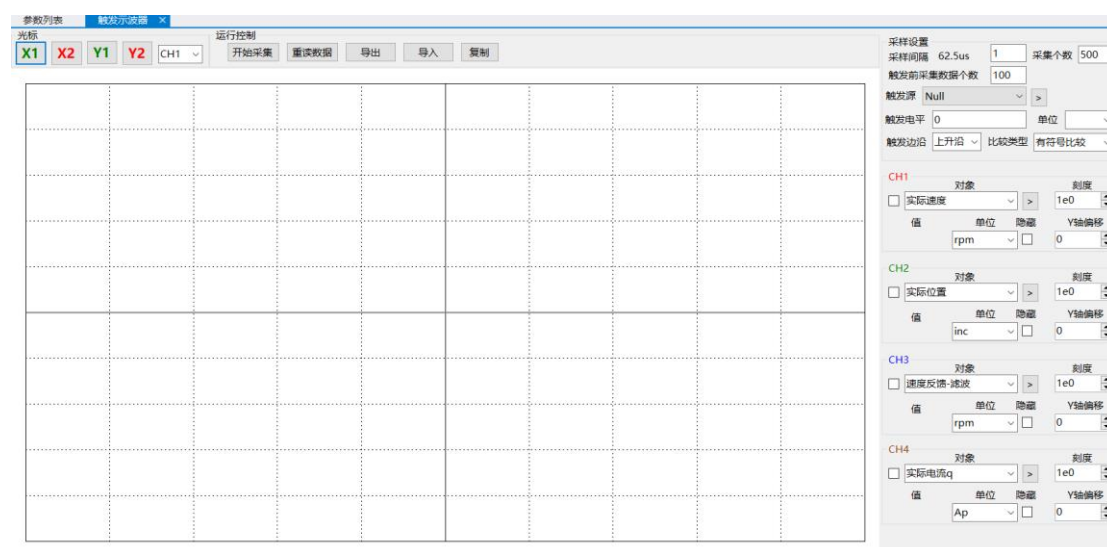 参数列表 触发示波器 ×
光标 运行控制
X1 X2 Y1 Y2 CH1 开始采集 重读数据 导出 导入 复制
采样设置
采样间隔 62.5us 1 采集个数 500
触发前采集数据个数 100
触发源 Null >
触发电平 0 单位
触发边沿 上升沿 比较类型 有符号比较
CH1
对象 刻度
实际速度 > 1e0
值 单位 隐藏 Y轴偏移
rpm 0
CH2
对象 刻度
实际位置 > 1e0
值 单位 隐藏 Y轴偏移
inc 0
CH3
对象 刻度
速度反馈-滤波 > 1e0
值 单位 隐藏 Y轴偏移
rpm 0
CH4
对象 刻度
实际电流q > 1e0
值 单位 隐藏 Y轴偏移
Ap 0